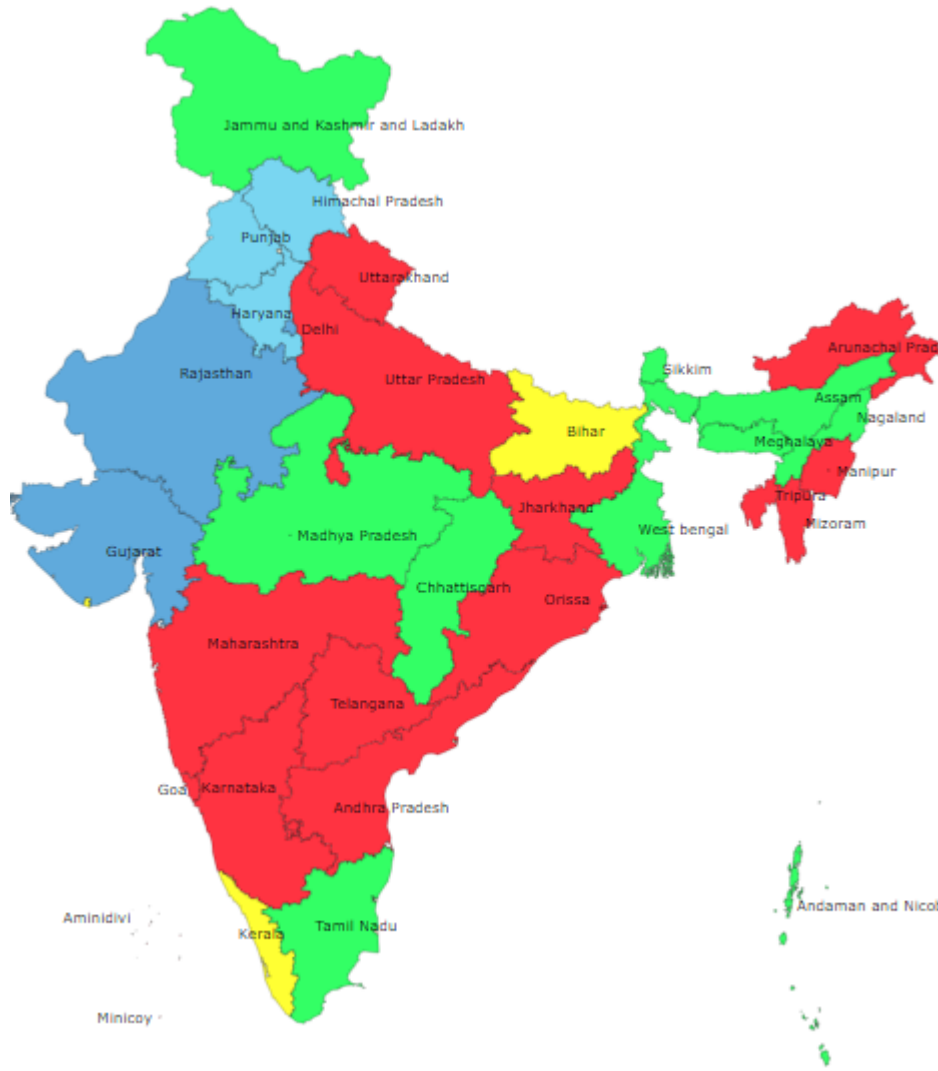 Jammu and Kashmir and Ladakh
Himachal Pradesh
Punjab
Uttarakhand
Haryana
Delhi
Rajasthan
Uttar Pradesh
Arunachal Prad
Sikkim
Assam
Nagaland
Bihar
Meghalaya
Manipur
Tripura
Mizoram
Jharkhand
West bengal
Madhya Pradesh
Gujarat
Chhattisgarh
Orissa
Maharashtra
Telangana
Goa
Karnataka
Andhra Pradesh
Andaman and Nicob
Aminidivi
Kerala
Tamil Nadu
Minicoy